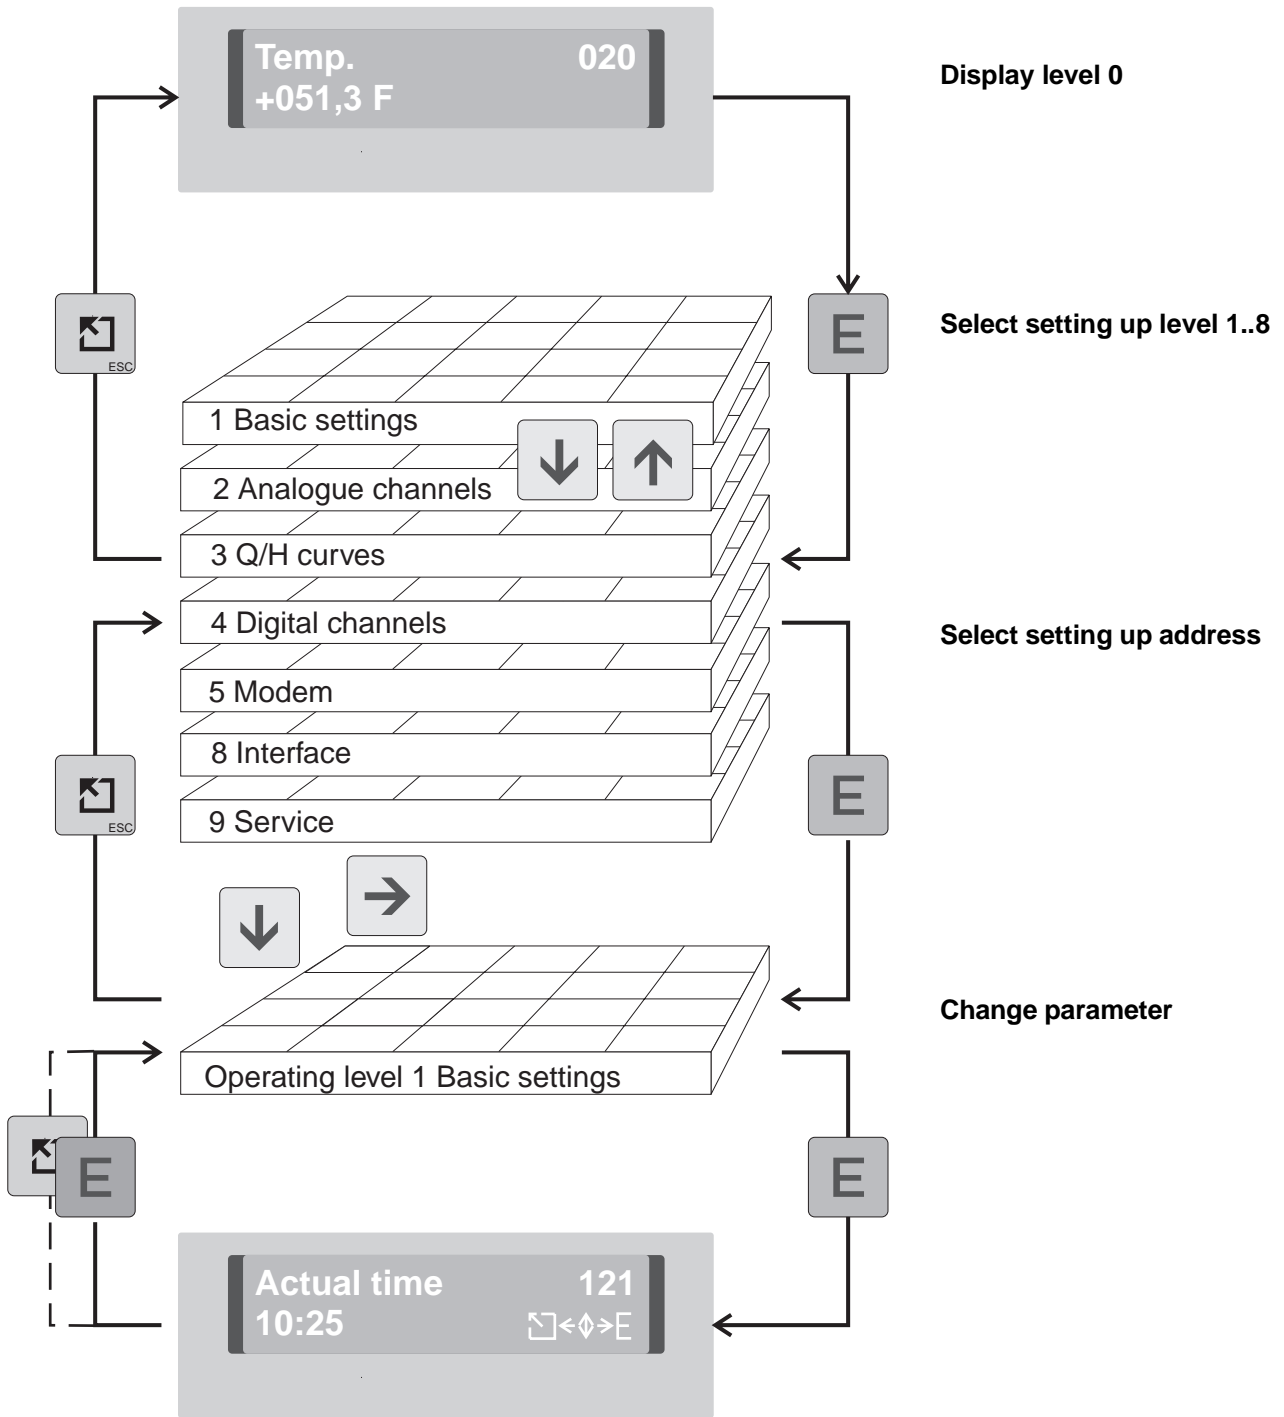 Temp. 020
+051,3 F
Display level 0
ESC
E
Select setting up level 1..8
1 Basic settings
2 Analogue channels
3 Q/H curves
4 Digital channels
Select setting up address
5 Modem
8 Interface
ESC
E
9 Service
Change parameter
Operating level 1 Basic settings
E
E
Actual time 121
10:25 E